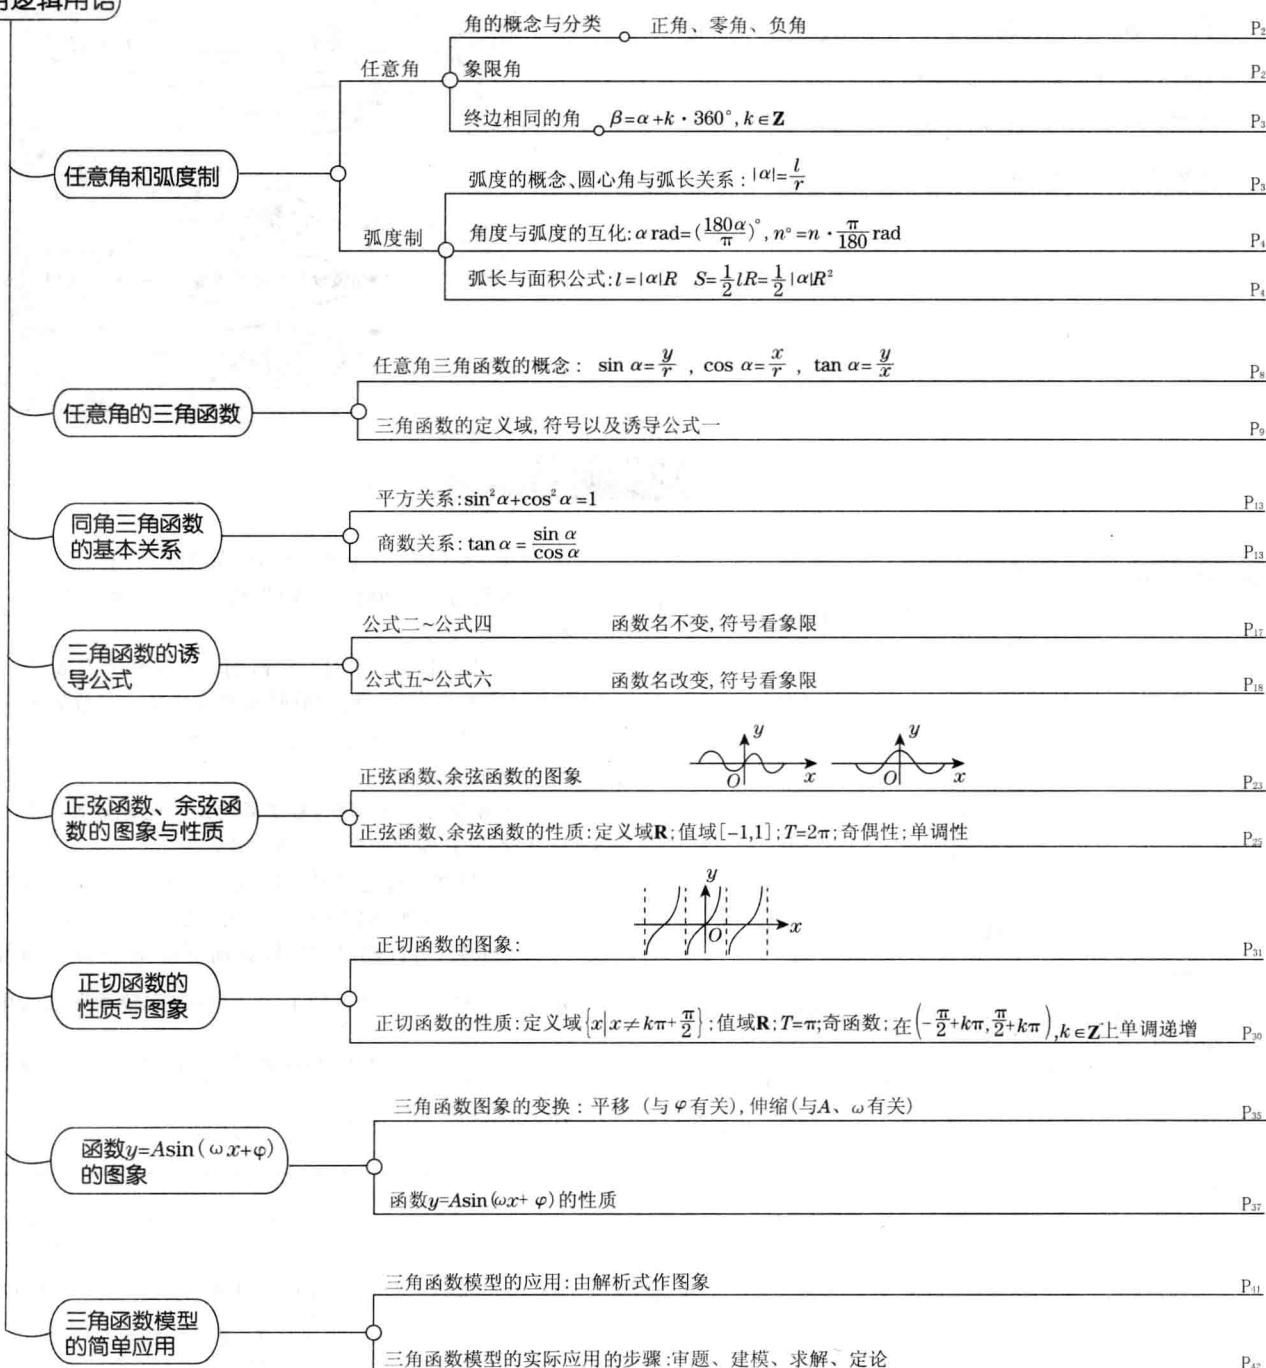 角的概念与分类 正角、零角、负角 P₂
任意角 象限角 P₂
终边相同的角 β=α+k·360°,k∈Z P₃
任意角和弧度制
弧度的概念、圆心角与弧长关系:|α|=l/r P₃
弧度制 角度与弧度的互化:α rad=(180α/π)°,n°=n·π/180 rad P₄
弧长与面积公式:l=|α|R S=1/2lR=1/2|α|R² P₄
任意角三角函数的概念: sin α=y/r , cos α=x/r , tan α=y/x P₈
任意角的三角函数
三角函数的定义域,符号以及诱导公式一 P₉
平方关系:sin²α+cos²α=1 P₁₃
同角三角函数
的基本关系
商数关系:tan α=sin α/cos α P₁₃
公式二~公式四 函数名不变,符号看象限 P₁₇
三角函数的诱
导公式
公式五~公式六 函数名改变,符号看象限 P₁₈
正弦函数、余弦函数的图象 y O x y O x P₂₃
正弦函数、余弦函
数的图象与性质
正弦函数、余弦函数的性质:定义域R;值域[-1,1];T=2π;奇偶性;单调性 P₂₅
正切函数的图象: y O x P₃₁
正切函数的
性质与图象
正切函数的性质:定义域{x|x≠kπ+π/2};值域R;T=π;奇函数;在(-π/2+kπ,π/2+kπ),k∈Z上单调递增 P₃₀
三角函数图象的变换:平移(与φ有关),伸缩(与A、ω有关) P₃₅
函数y=Asin(ωx+φ)
的图象
函数y=Asin(ωx+φ)的性质 P₃₇
三角函数模型的应用:由解析式作图象 P₄₁
三角函数模型
的简单应用
三角函数模型的实际应用的步骤:审题、建模、求解、定论 P₄₂